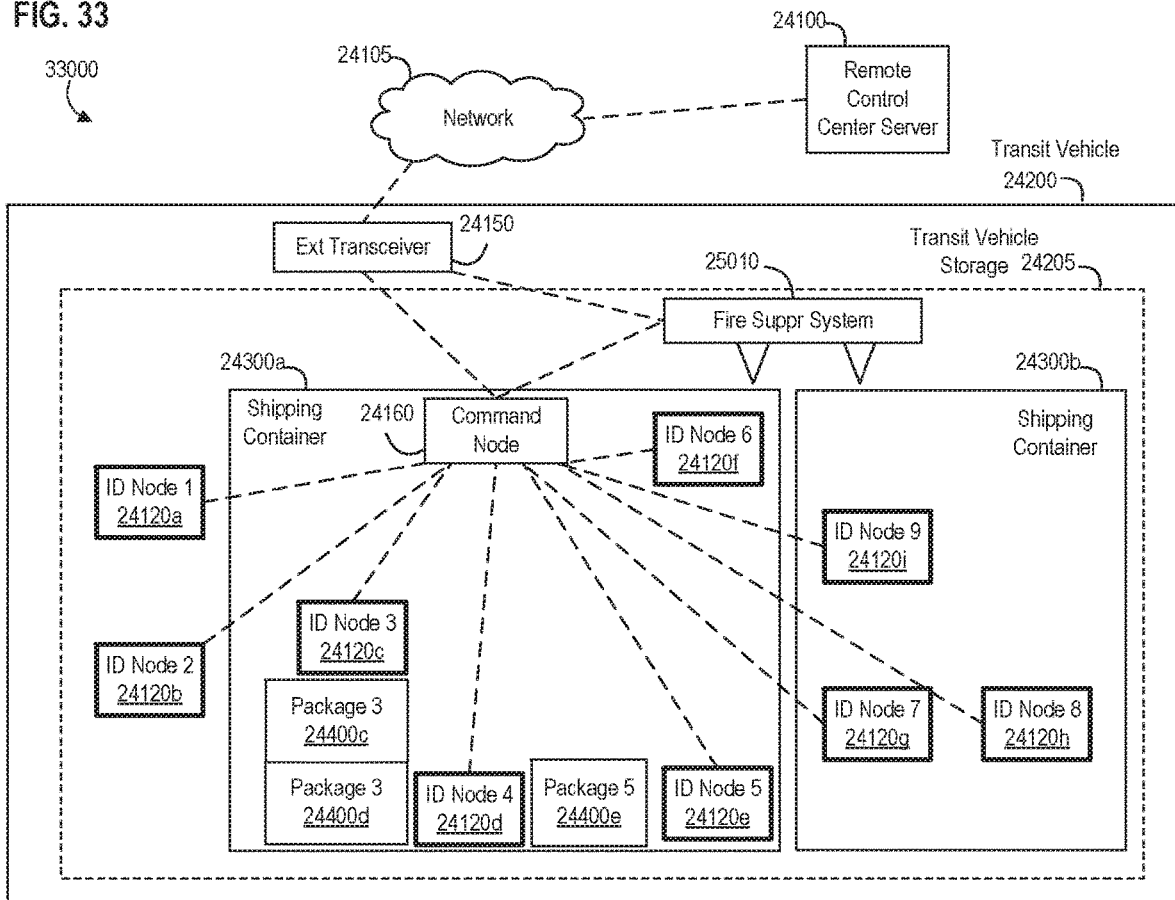 FIG. 33
33000
24105
Network
24100
Remote
Control
Center Server
Transit Vehicle
24200
Ext Transceiver
24150
Transit Vehicle
Storage 24205
25010
Fire Suppr System
24300a
Shipping
Container
24160
Command
Node
ID Node 6
24120f
24300b
Shipping
Container
ID Node 1
24120a
ID Node 9
24120i
ID Node 3
24120c
ID Node 2
24120b
Package 3
24400c
ID Node 7
24120g
ID Node 8
24120h
Package 3
24400d
ID Node 4
24120d
Package 5
24400e
ID Node 5
24120e